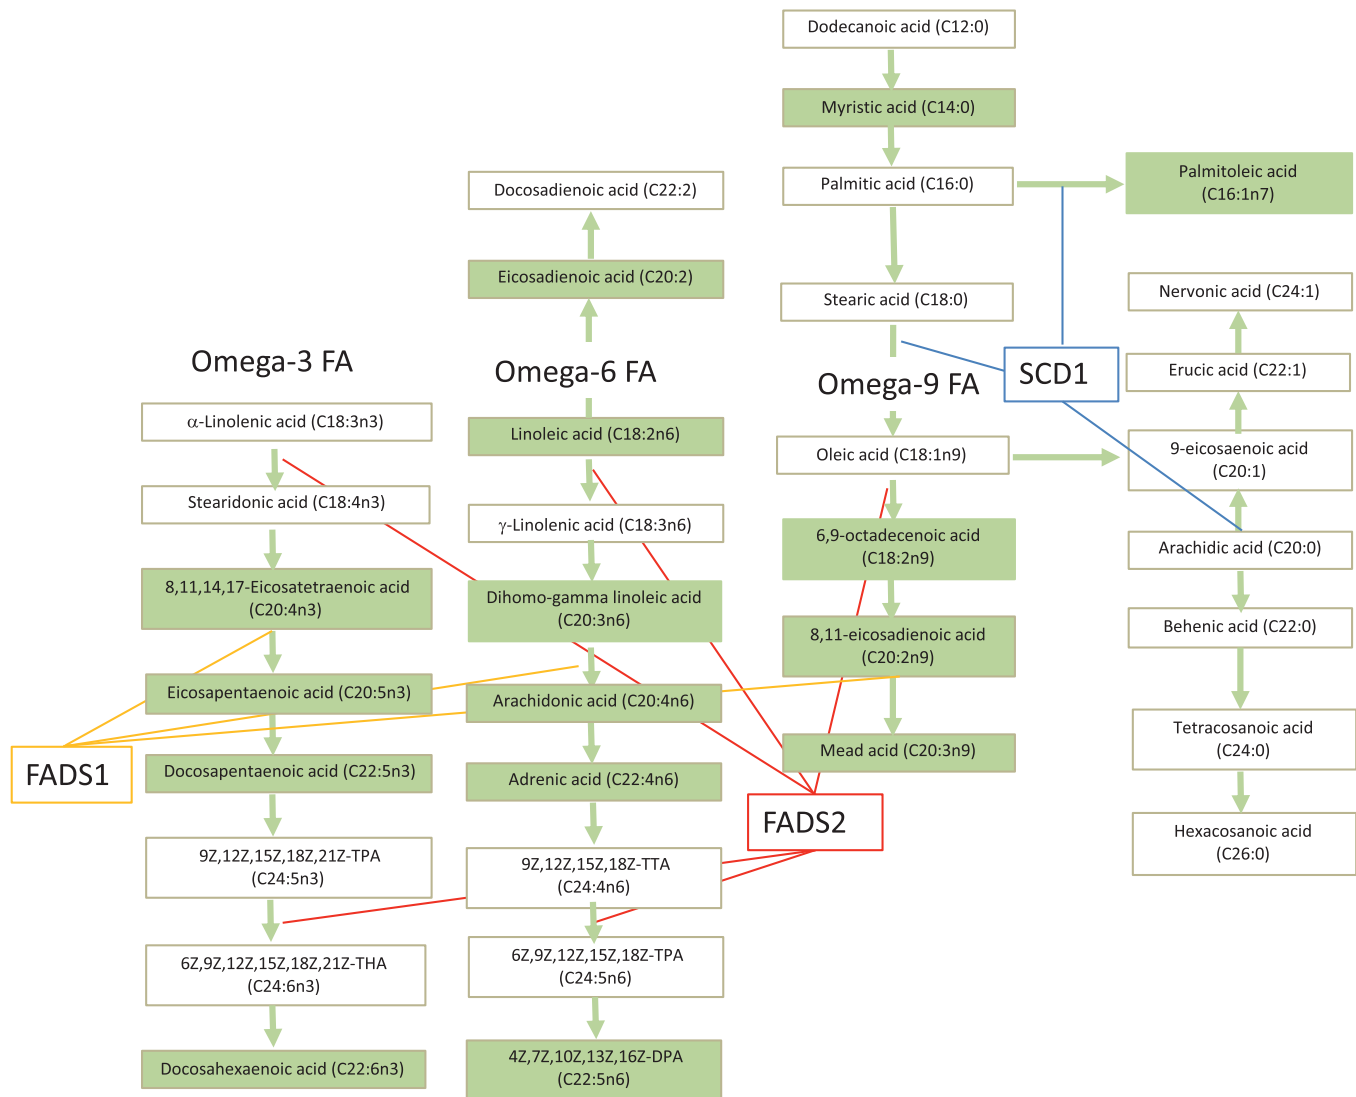 Dodecanoic acid (C12:0)
Myristic acid (C14:0)
Palmitic acid (C16:0)
Palmitoleic acid
(C16:1n7)
Docosadienoic acid (C22:2)
Eicosadienoic acid (C20:2)
Stearic acid (C18:0)
Nervonic acid (C24:1)
Omega-3 FA
Omega-6 FA
Omega-9 FA
SCD1
Erucic acid (C22:1)
α-Linolenic acid (C18:3n3)
Linoleic acid (C18:2n6)
Oleic acid (C18:1n9)
9-eicosaenoic acid
(C20:1)
Stearidonic acid (C18:4n3)
γ-Linolenic acid (C18:3n6)
6,9-octadecenoic acid
(C18:2n9)
Arachidic acid (C20:0)
8,11,14,17-Eicosatetraenoic acid
(C20:4n3)
Dihomo-gamma linoleic acid
(C20:3n6)
8,11-eicosadienoic acid
(C20:2n9)
Behenic acid (C22:0)
Eicosapentaenoic acid (C20:5n3)
Arachidonic acid (C20:4n6)
Mead acid (C20:3n9)
Tetracosanoic acid
(C24:0)
FADS1
Docosapentaenoic acid (C22:5n3)
Adrenic acid (C22:4n6)
FADS2
Hexacosanoic acid
(C26:0)
9Z,12Z,15Z,18Z,21Z-TPA
(C24:5n3)
9Z,12Z,15Z,18Z-TTA
(C24:4n6)
6Z,9Z,12Z,15Z,18Z,21Z-THA
(C24:6n3)
6Z,9Z,12Z,15Z,18Z-TPA
(C24:5n6)
Docosahexaenoic acid (C22:6n3)
4Z,7Z,10Z,13Z,16Z-DPA
(C22:5n6)